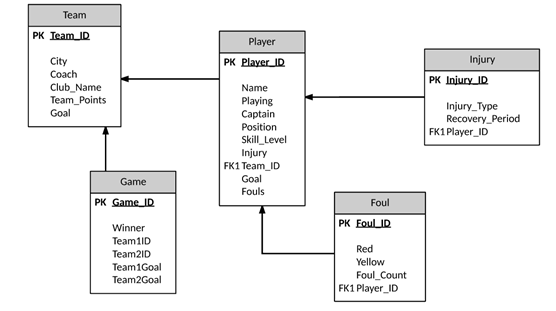 Team
PK Team_ID
City
Coach
Club_Name
Team_Points
Goal
Player
PK Player_ID
Name
Playing
Captain
Position
Skill_Level
Injury
FK1 Team_ID
Goal
Fouls
Injury
PK Injury_ID
Injury_Type
Recovery_Period
FK1 Player_ID
Game
PK Game_ID
Winner
Team1ID
Team2ID
Team1Goal
Team2Goal
Foul
PK Foul_ID
Red
Yellow
Foul_Count
FK1 Player_ID